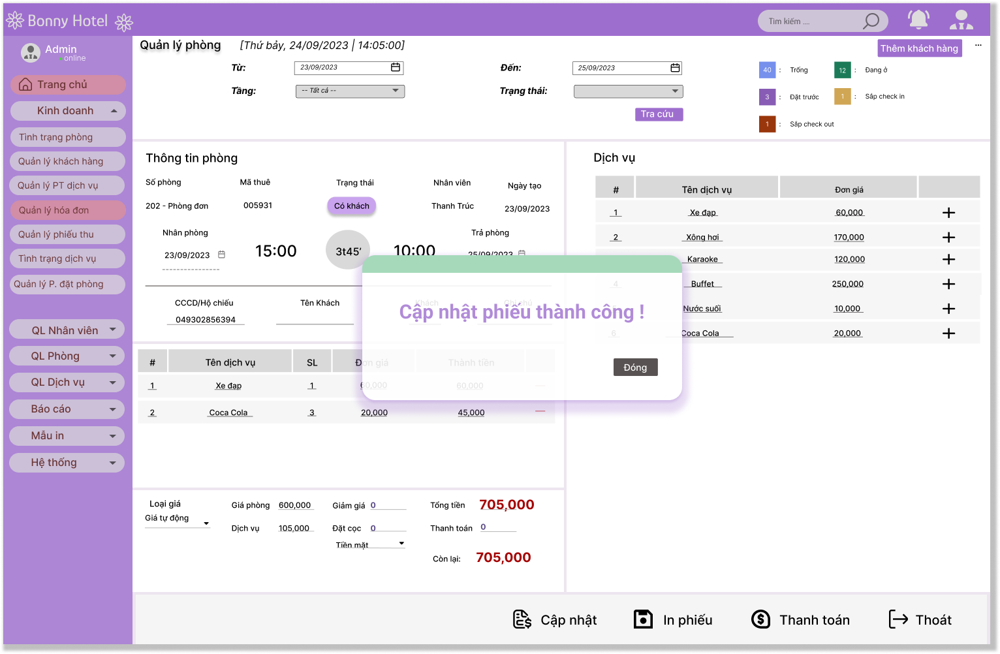 Bonny Hotel
Tìm kiếm ....
Admin
online
Trang chủ
Kinh doanh
Tình trạng phòng
Quản lý khách hàng
Quản lý PT dịch vụ
Quản lý hóa đơn
Quản lý phiếu thu
Tình trạng dịch vụ
Quản lý P. đặt phòng
QL Nhân viên
QL Phòng
QL Dịch vụ
Báo cáo
Mẫu in
Hệ thống
Quản lý phòng [Thứ bảy, 24/09/2023 | 14:05:00]
Thêm khách hàng ...
Từ: 23/09/2023 Đến: 25/09/2023
Tầng: -- Tất cả -- Trạng thái:
Tra cứu
40 : Trống 12 : Đang ở
3 : Đặt trước 1 : Sắp check in
1 : Sắp check out
Thông tin phòng
Số phòng Mã thuê Trạng thái Nhân viên Ngày tạo
202 - Phòng đơn 005931 Có khách Thanh Trúc 23/09/2023
Nhân phòng Trả phòng
23/09/2023 15:00 3t45’ 10:00 25/09/2023
-----------------
CCCD/Hộ chiếu Tên Khách Khách Ghi chú
049302856394
Cập nhật phiếu thành công !
Đóng
# Tên dịch vụ SL Đơn giá Thành tiền
1 Xe đạp 1 60,000 60,000
2 Coca Cola 3 20,000 45,000
Loại giá
Giá tự động
Giá phòng 600,000 Giảm giá 0 Tổng tiền 705,000
Dịch vụ 105,000 Đặt cọc 0 Thanh toán 0
Tiền mặt
Còn lại: 705,000
Dịch vụ
# Tên dịch vụ Đơn giá
1 Xe đạp 60,000
2 Xông hơi 170,000
Karaoke 120,000
4 Buffet 250,000
5 Nước suối 10,000
6 Coca Cola 20,000
Cập nhật In phiếu Thanh toán Thoát